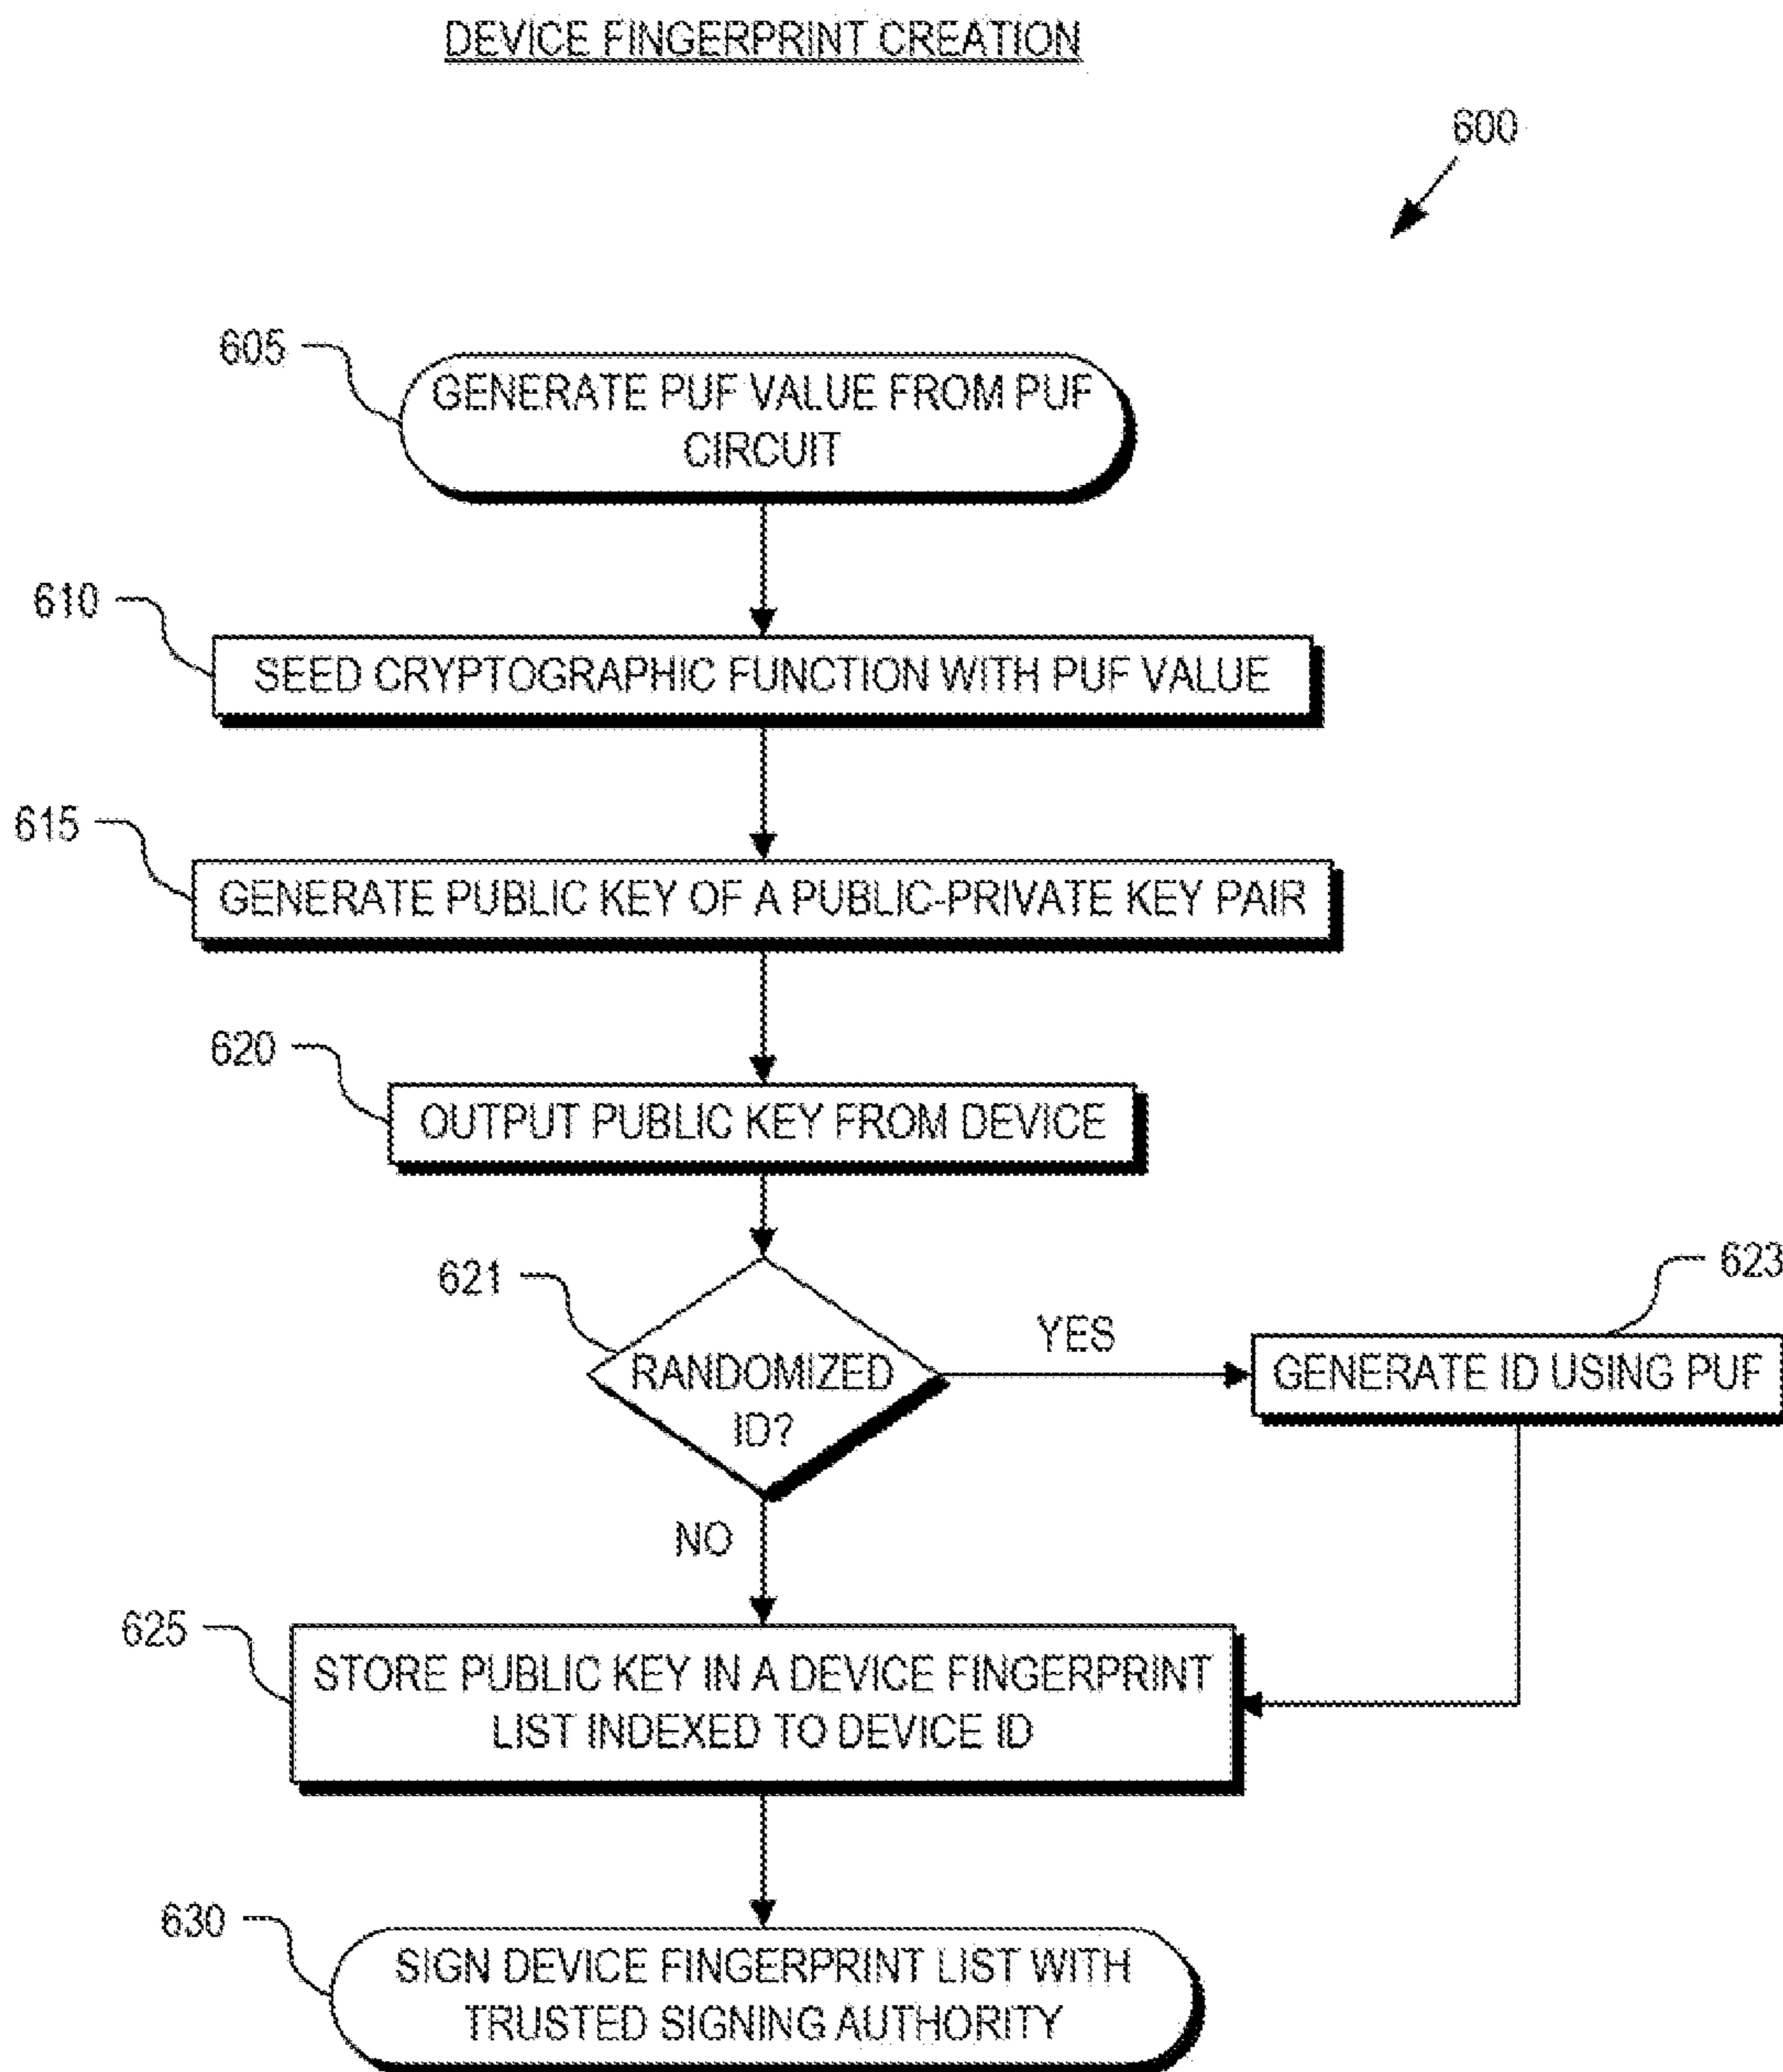 DEVICE FINGERPRINT CREATION
600
605
GENERATE PUF VALUE FROM PUF
CIRCUIT
610
SEED CRYPTOGRAPHIC FUNCTION WITH PUF VALUE
615
GENERATE PUBLIC KEY OF A PUBLIC-PRIVATE KEY PAIR
620
OUTPUT PUBLIC KEY FROM DEVICE
621
RANDOMIZED
ID?
YES
623
GENERATE ID USING PUF
NO
625
STORE PUBLIC KEY IN A DEVICE FINGERPRINT
LIST INDEXED TO DEVICE ID
630
SIGN DEVICE FINGERPRINT LIST WITH
TRUSTED SIGNING AUTHORITY